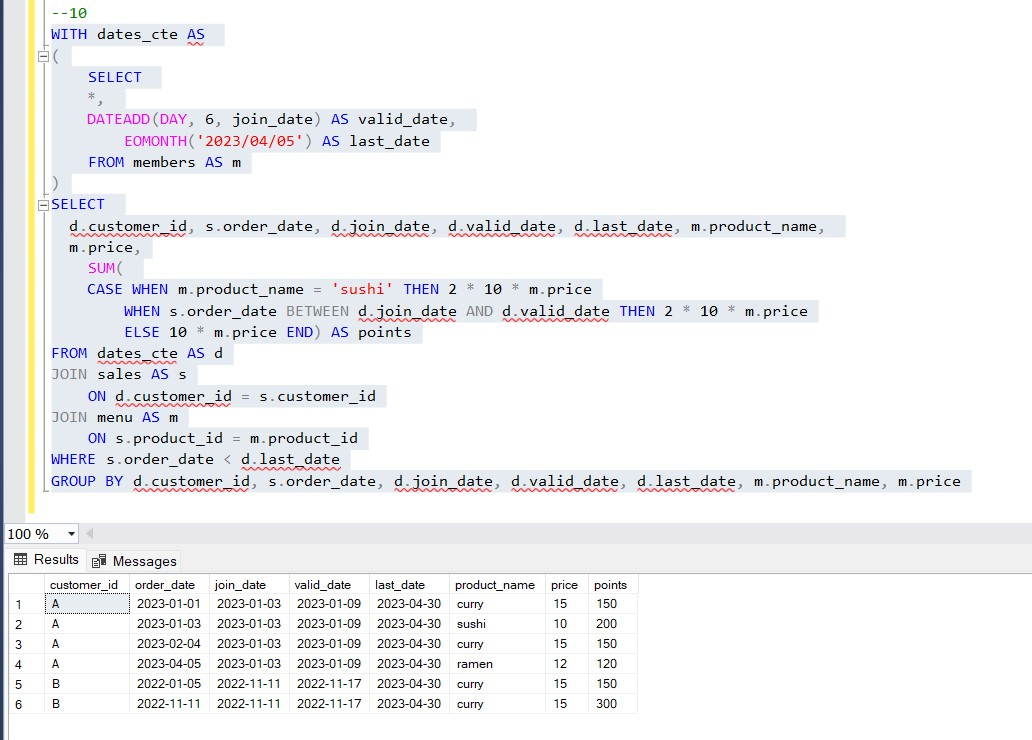 --10
WITH dates_cte AS
(
SELECT
*,
DATEADD(DAY, 6, join_date) AS valid_date,
EOMONTH('2023/04/05') AS last_date
FROM members AS m
)
SELECT
d.customer_id, s.order_date, d.join_date, d.valid_date, d.last_date, m.product_name,
m.price,
SUM(
CASE WHEN m.product_name = 'sushi' THEN 2 * 10 * m.price
WHEN s.order_date BETWEEN d.join_date AND d.valid_date THEN 2 * 10 * m.price
ELSE 10 * m.price END) AS points
FROM dates_cte AS d
JOIN sales AS s
ON d.customer_id = s.customer_id
JOIN menu AS m
ON s.product_id = m.product_id
WHERE s.order_date < d.last_date
GROUP BY d.customer_id, s.order_date, d.join_date, d.valid_date, d.last_date, m.product_name, m.price
100 %
Results Messages
customer_id order_date join_date valid_date last_date product_name price points
1 A 2023-01-01 2023-01-03 2023-01-09 2023-04-30 curry 15 150
2 A 2023-01-03 2023-01-03 2023-01-09 2023-04-30 sushi 10 200
3 A 2023-02-04 2023-01-03 2023-01-09 2023-04-30 curry 15 150
4 A 2023-04-05 2023-01-03 2023-01-09 2023-04-30 ramen 12 120
5 B 2022-01-05 2022-11-11 2022-11-17 2023-04-30 curry 15 150
6 B 2022-11-11 2022-11-11 2022-11-17 2023-04-30 curry 15 300